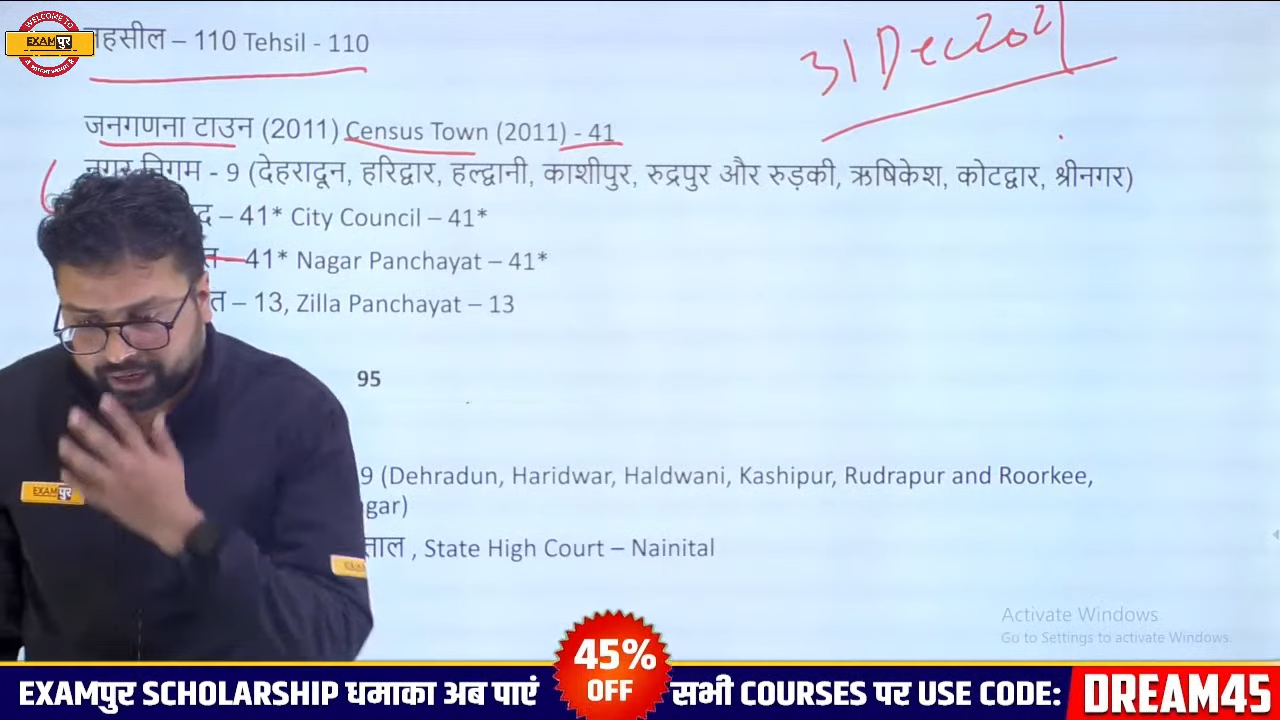 WELCOME TO
EXAMपुर
तहसील – 110 Tehsil - 110
31 Dec 2021
जनगणना टाउन (2011) Census Town (2011) - 41
नगर निगम - 9 (देहरादून, हरिद्वार, हल्द्वानी, काशीपुर, रुद्रपुर और रुड़की, ऋषिकेश, कोटद्वार, श्रीनगर)
– 41* City Council – 41*
41* Nagar Panchayat – 41*
त – 13, Zilla Panchayat – 13
95
9 (Dehradun, Haridwar, Haldwani, Kashipur, Rudrapur and Roorkee,
gar)
ताल , State High Court – Nainital
EXAMपुर
Activate Windows
Go to Settings to activate Windows.
45%
OFF
EXAMपुर SCHOLARSHIP धमाका अब पाएं
सभी COURSES पर USE CODE: DREAM45